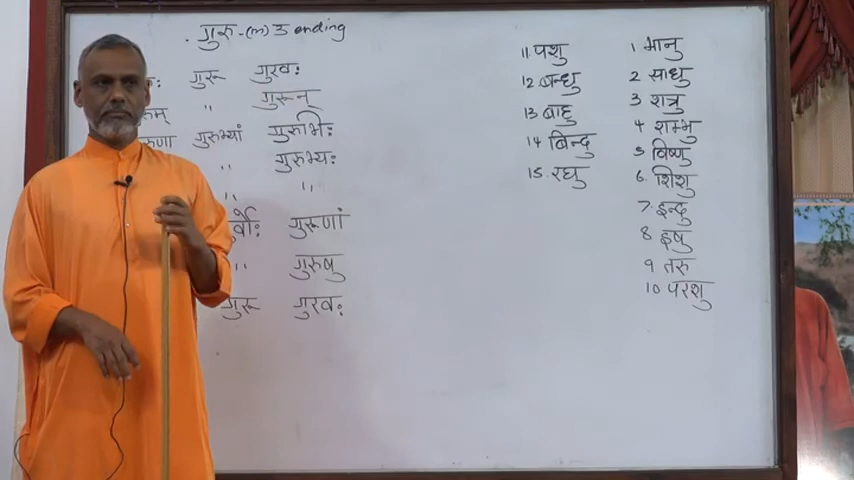 . गुरु - (m) उ ending
ः गुरू गुरवः
रुम् " गुरून्
रुणा गुरुभ्यां गुरुभिः
" गुरुभ्यः
" "
र्वोः गुरूणां
" गुरुषु
गुरू गुरवः
11 पशु
12 बन्धु
13 बाहु
14 बिन्दु
15. रघु
1 भानु
2 साधु
3 शत्रु
4 शम्भु
5 विष्णु
6. शिशु
7. इन्दु
8 इषु
9 तरु
10 परशु